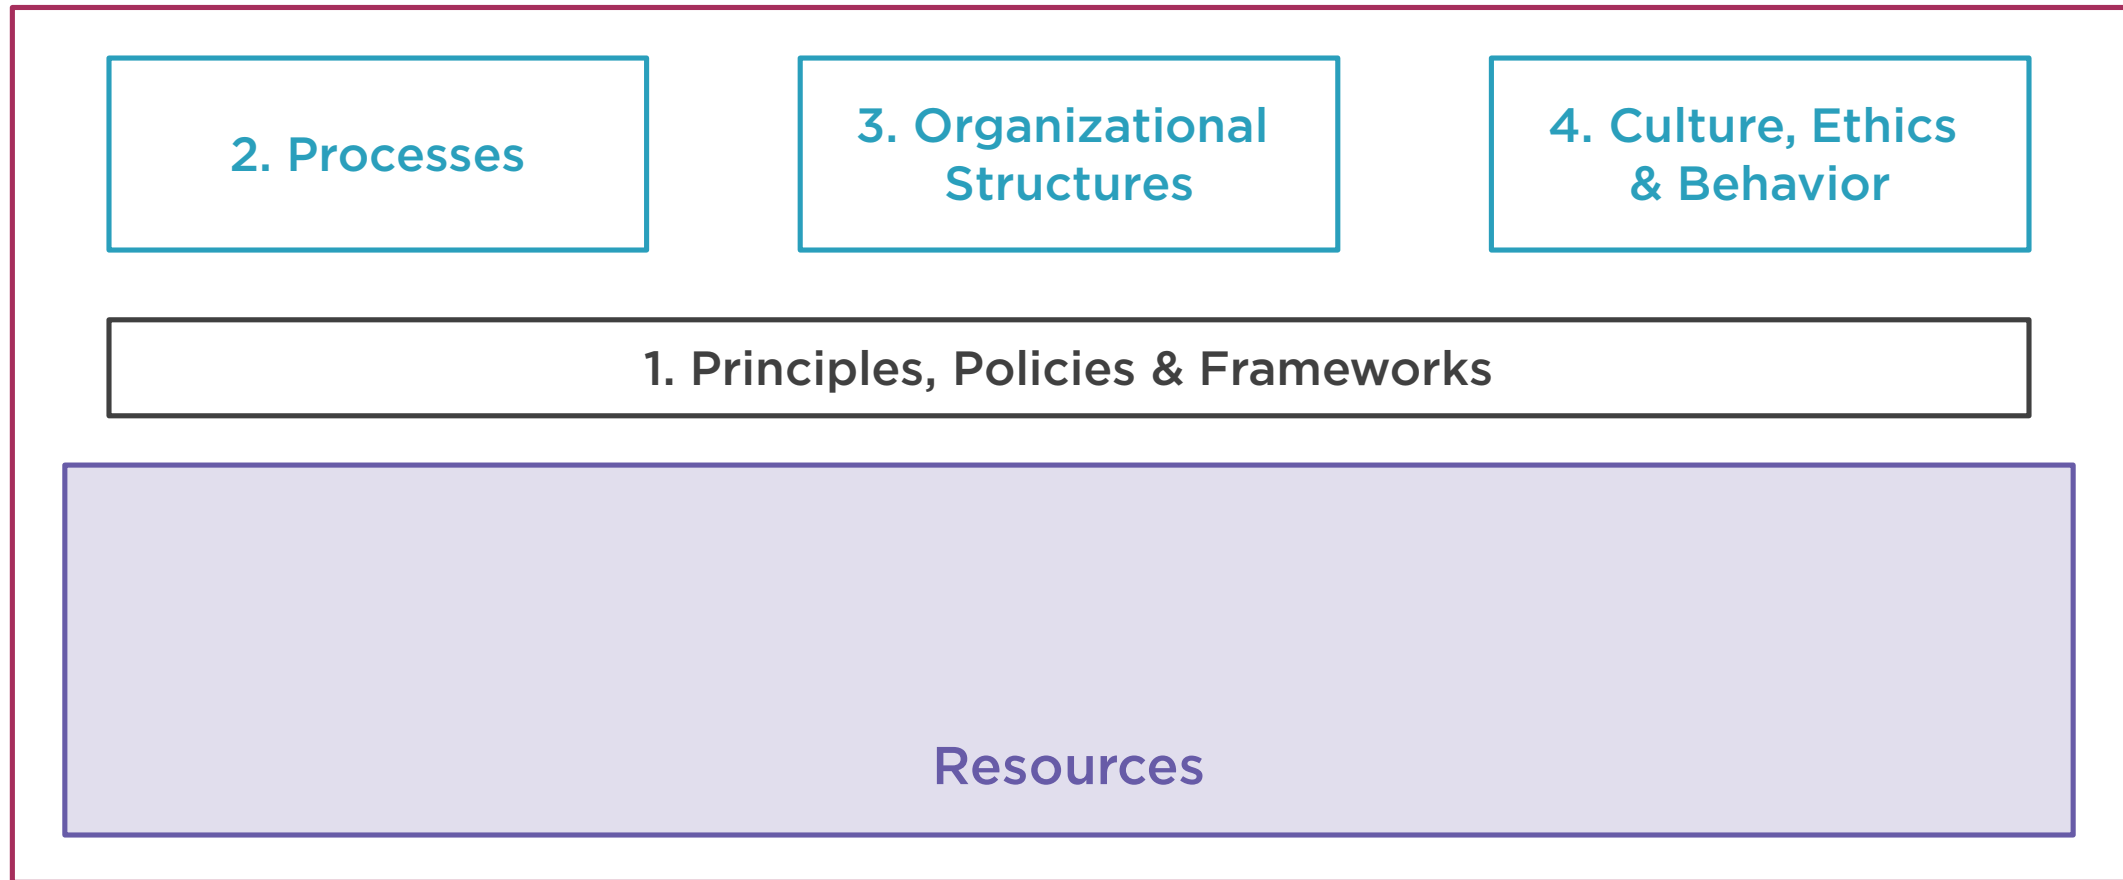 2. Processes
3. Organizational
Structures
4. Culture, Ethics
& Behavior
1. Principles, Policies & Frameworks
Resources